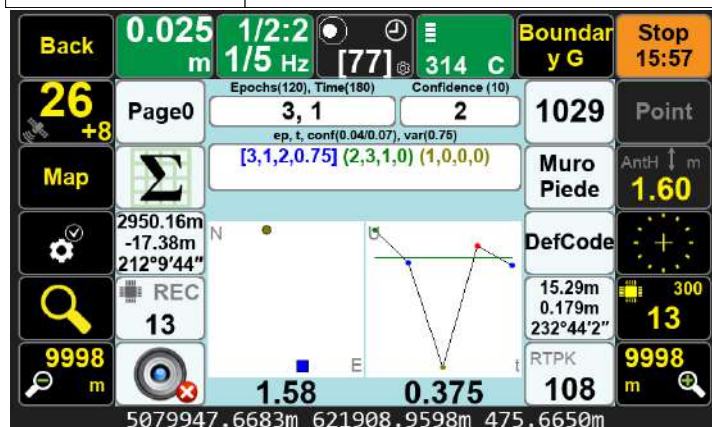 Back
0.025
m
1/2:2
1/5 Hz
[77]
314 C
Boundar
y G
Stop
15:57
26
+8
Page0
Epochs(120), Time(180)
3, 1
Confidence (10)
2
1029
Point
ep, t, conf(0.04/0.07), var(0.75)
[3,1,2,0.75] (2,3,1,0) (1,0,0,0)
Map
Σ
Muro
Piede
AntH m
1.60
2950.16m
-17.38m
212°9'44"
N
E
U
t
DefCode
REC
13
15.29m
0.179m
232°44'2"
300
13
9998
m
1.58
0.375
RTPK
108
9998
m
5079947.6683m 621908.9598m 475.6650m